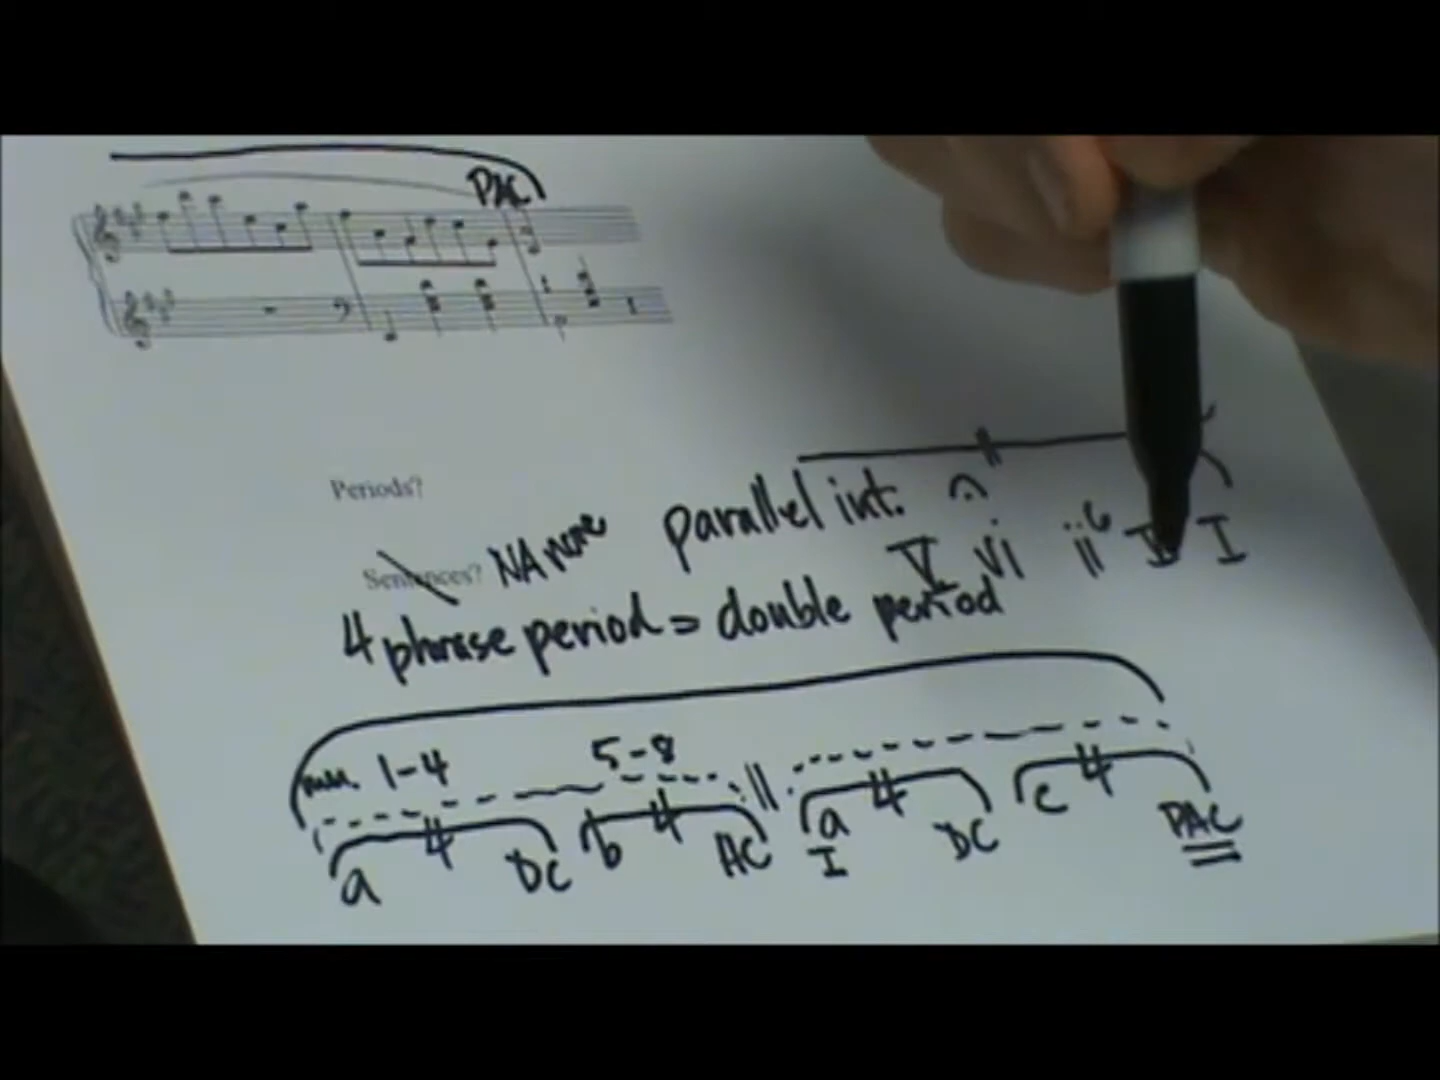 PAC
Periods?
parallel int.
Sentences? NA none
V vi ii6 V I
4 phrase period = double period
mm. 1-4 5-8
4 4 4 4
a DC b HC a DC c PAC
I